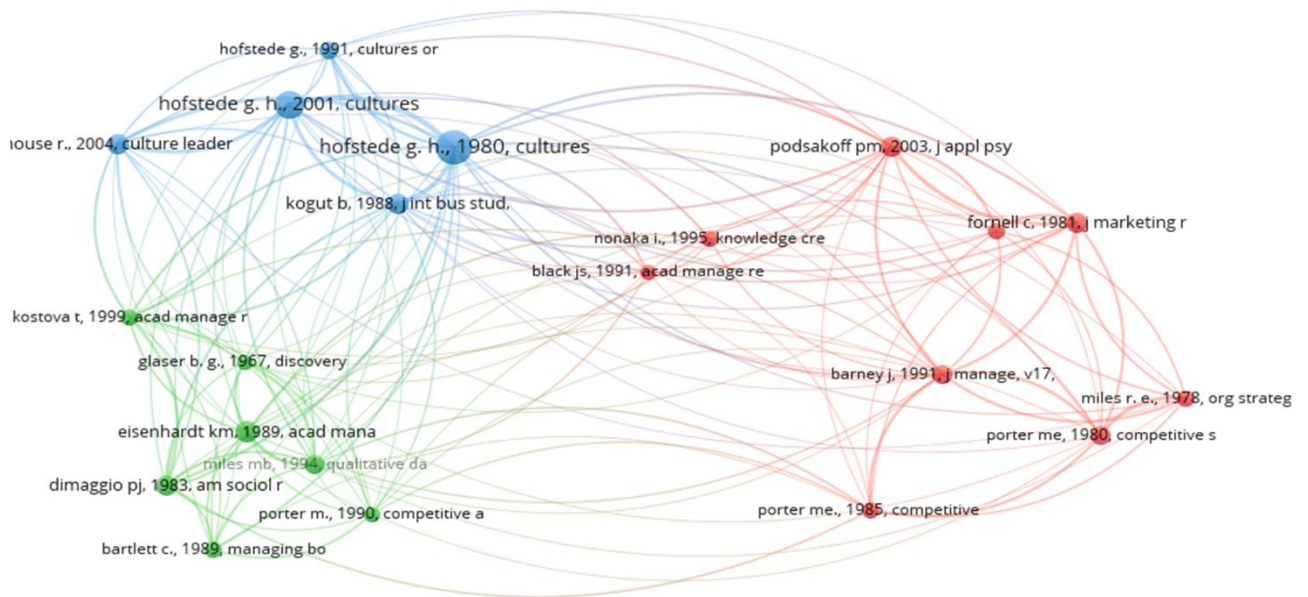 hofstede g., 1991, cultures or
hofstede g. h., 2001, cultures
house r., 2004, culture leader
hofstede g. h., 1980, cultures
podsakoff pm, 2003, j appl psy
kogut b, 1988, j int bus stud,
fornell c, 1981, j marketing r
nonaka i., 1995, knowledge cre
black js, 1991, acad manage re
kostova t, 1999, acad manage r
glaser b. g., 1967, discovery
barney j, 1991, j manage, v17,
miles r. e., 1978, org strateg
eisenhardt km, 1989, acad mana
porter me, 1980, competitive s
miles mb, 1994, qualitative da
dimaggio pj, 1983, am sociol r
porter m., 1990, competitive a
porter me., 1985, competitive
bartlett c., 1989, managing bo